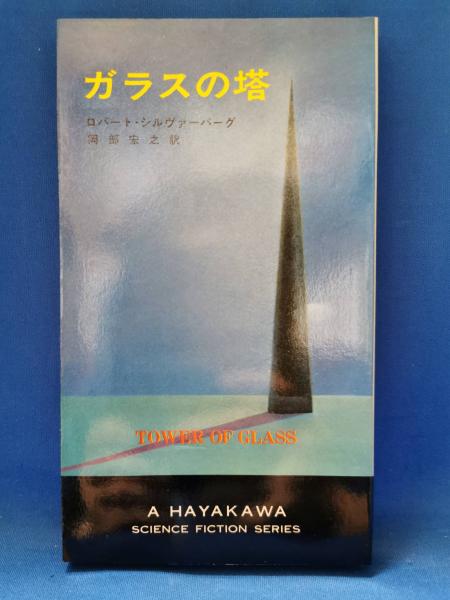 ガラスの塔
ロバート・シルヴァーバーグ
岡部宏之訳
TOWER OF GLASS
A HAYAKAWA
SCIENCE FICTION SERIES